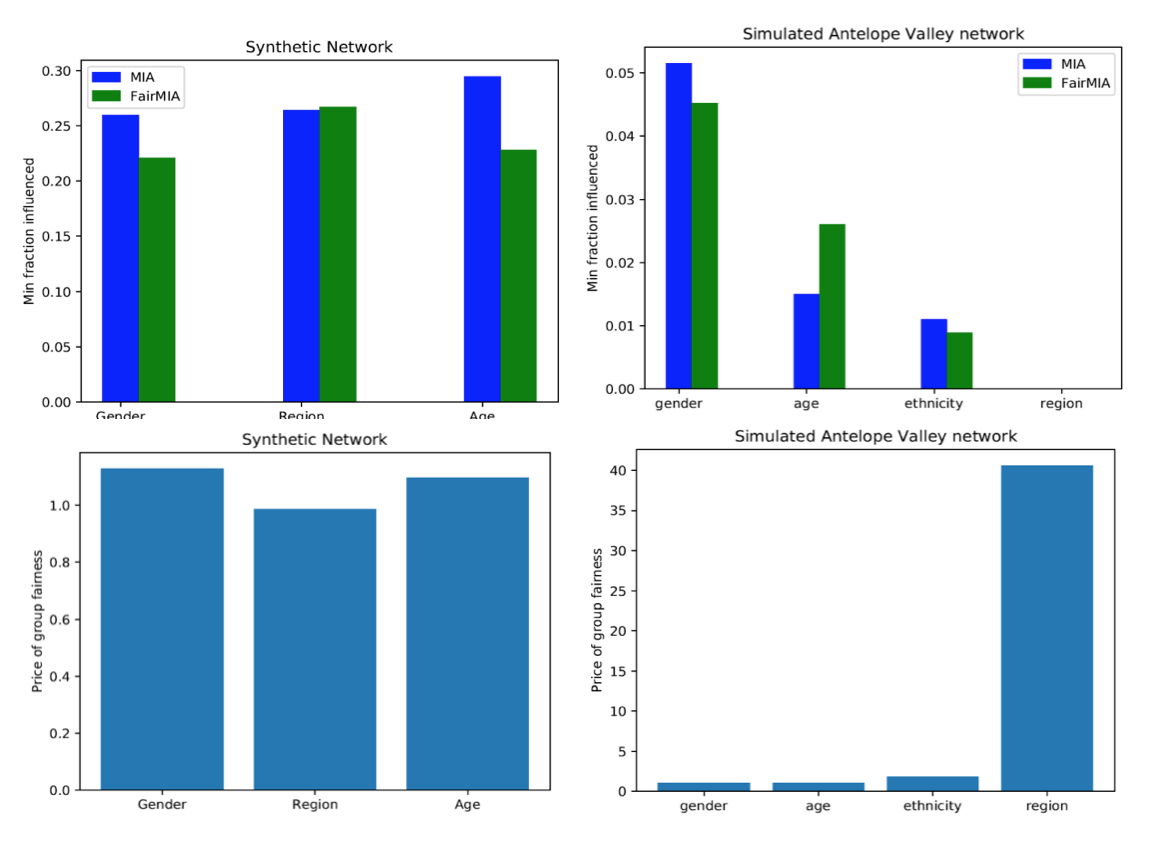 Synthetic Network
MIA
FairMIA
Min fraction influenced
0.30
0.25
0.20
0.15
0.10
0.05
0.00
Gender
Region
Age
Simulated Antelope Valley network
MIA
FairMIA
Min fraction influenced
0.05
0.04
0.03
0.02
0.01
0.00
gender
age
ethnicity
region
Synthetic Network
Price of group fairness
1.0
0.8
0.6
0.4
0.2
0.0
Gender
Region
Age
Simulated Antelope Valley network
Price of group fairness
40
35
30
25
20
15
10
5
0
gender
age
ethnicity
region